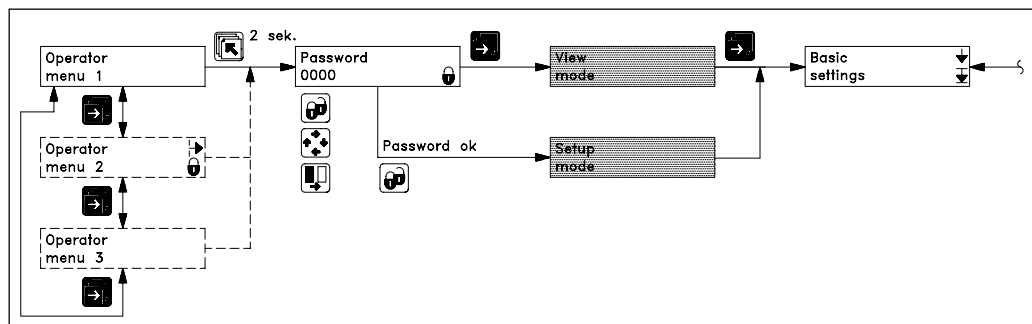 2 sek.
Operator
menu 1
Password
0000
View
mode
Basic
settings
Operator
menu 2
Password ok
Setup
mode
Operator
menu 3